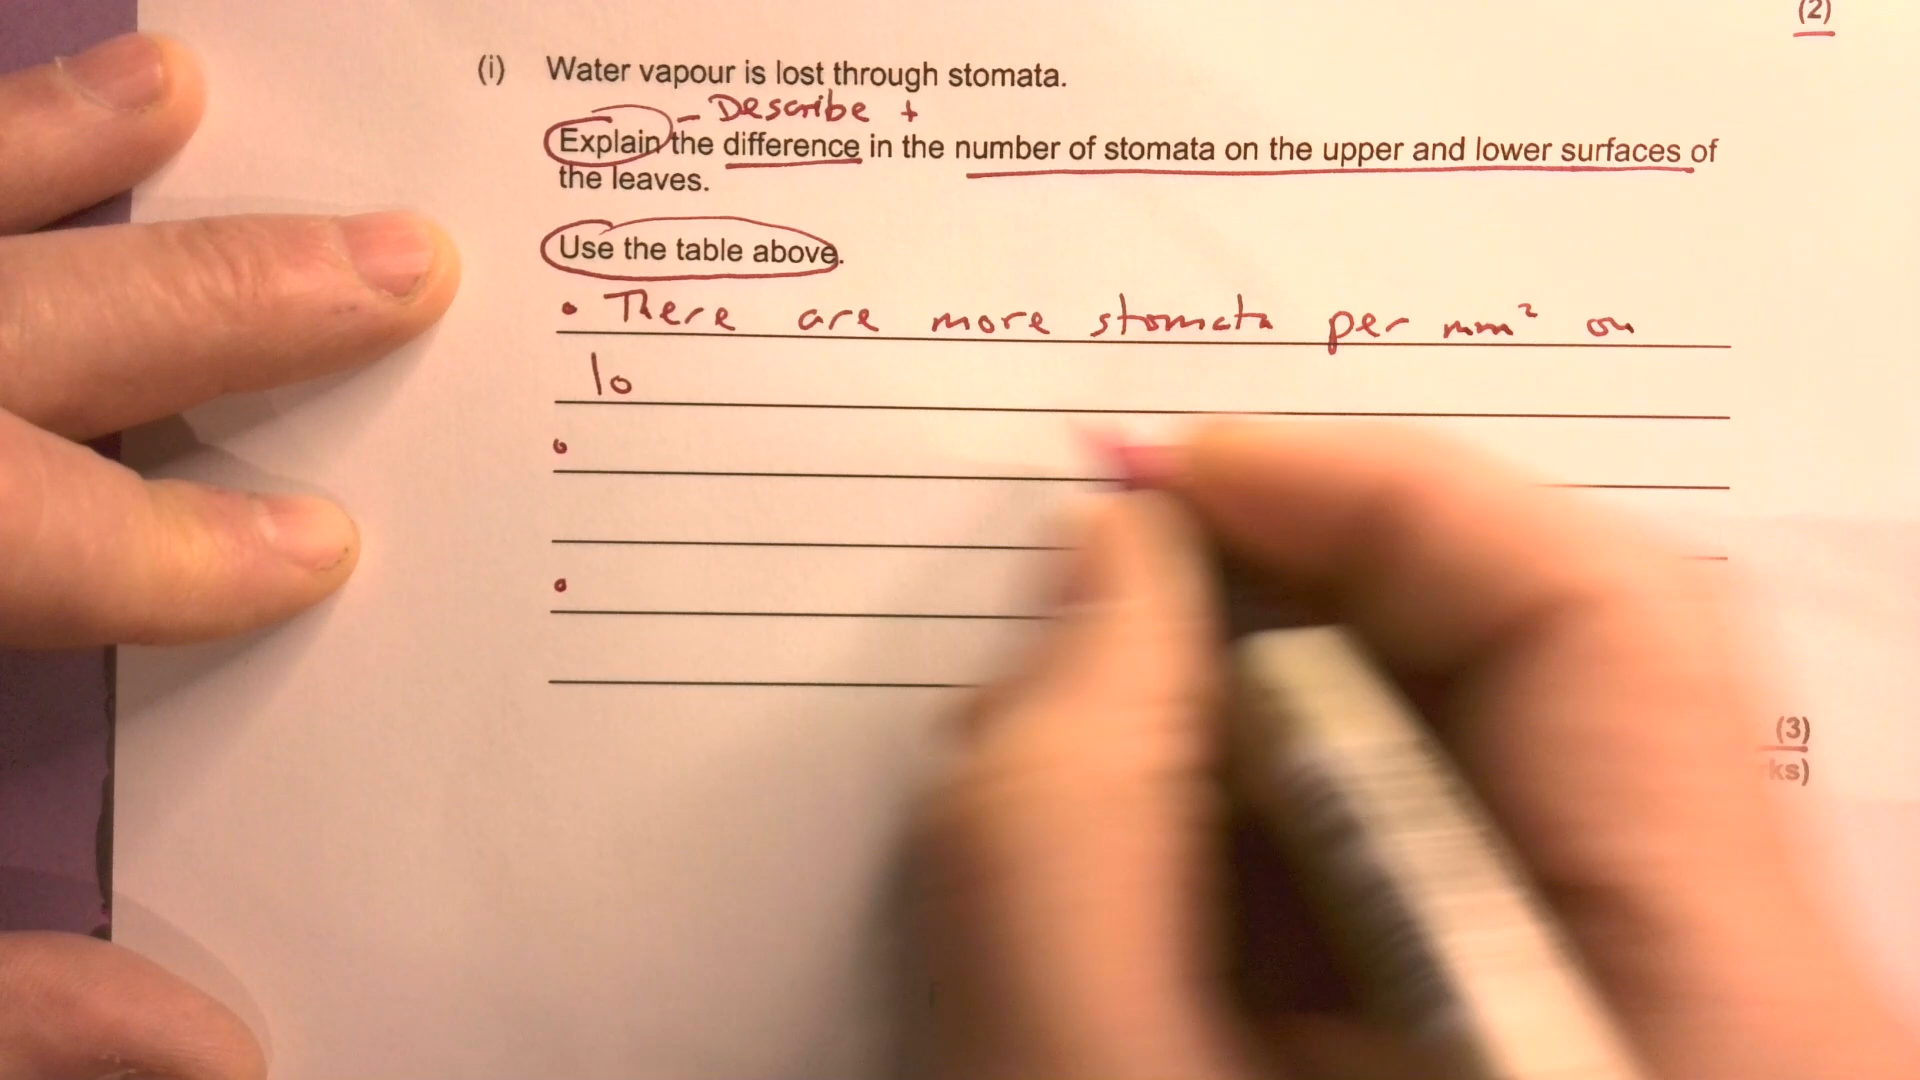 (2)
(i) Water vapour is lost through stomata.
- Describe +
Explain the difference in the number of stomata on the upper and lower surfaces of
the leaves.
Use the table above.
• There are more stomata per mm² on
lo
•
•
(3)
ks)